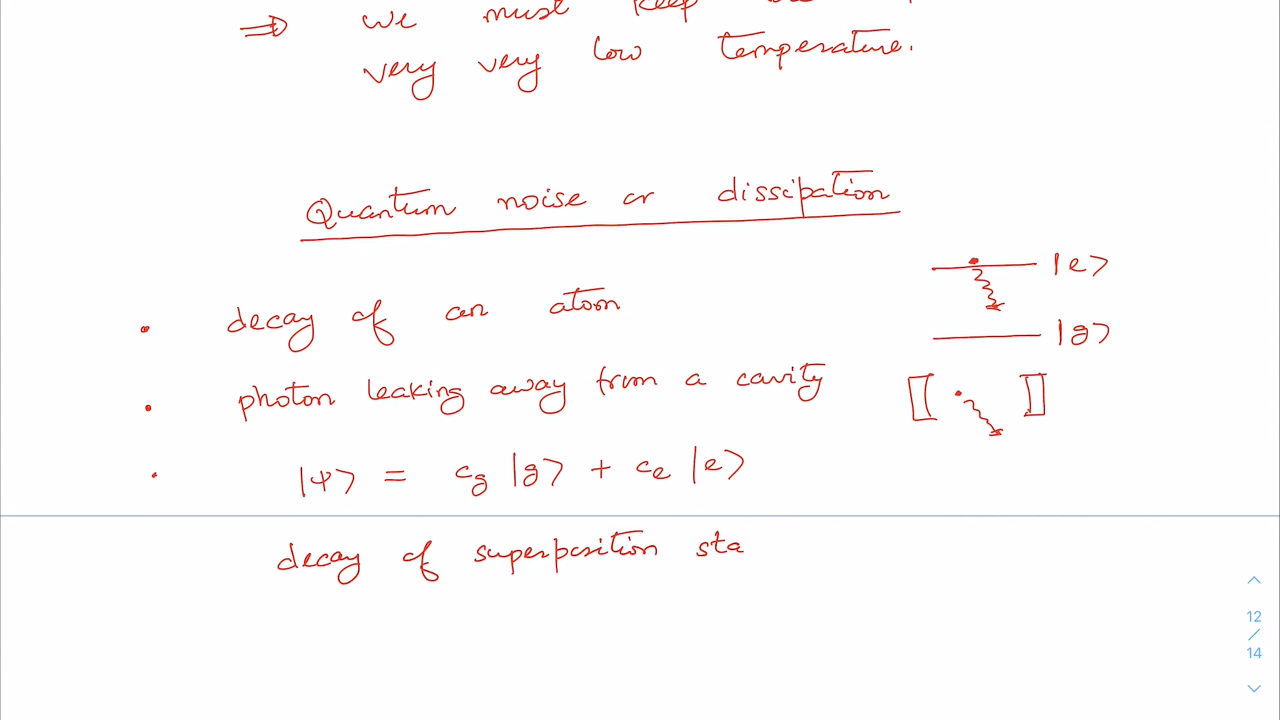 ⇒ we must keep
very very low temperature.
Quantum noise or dissipation
|e>
• decay of an atom
|g>
• photon leaking away from a cavity
• |ψ> = c_g |g> + c_e |e>
decay of superposition sta
12
/
14